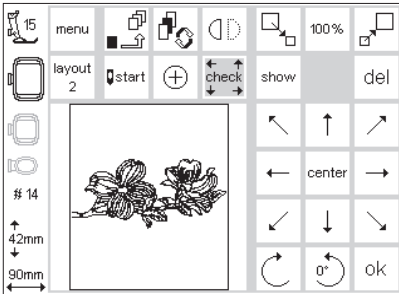 15
menu
100%
layout
2
start
check
show
del
center
# 14
42mm
90mm
0°
ok